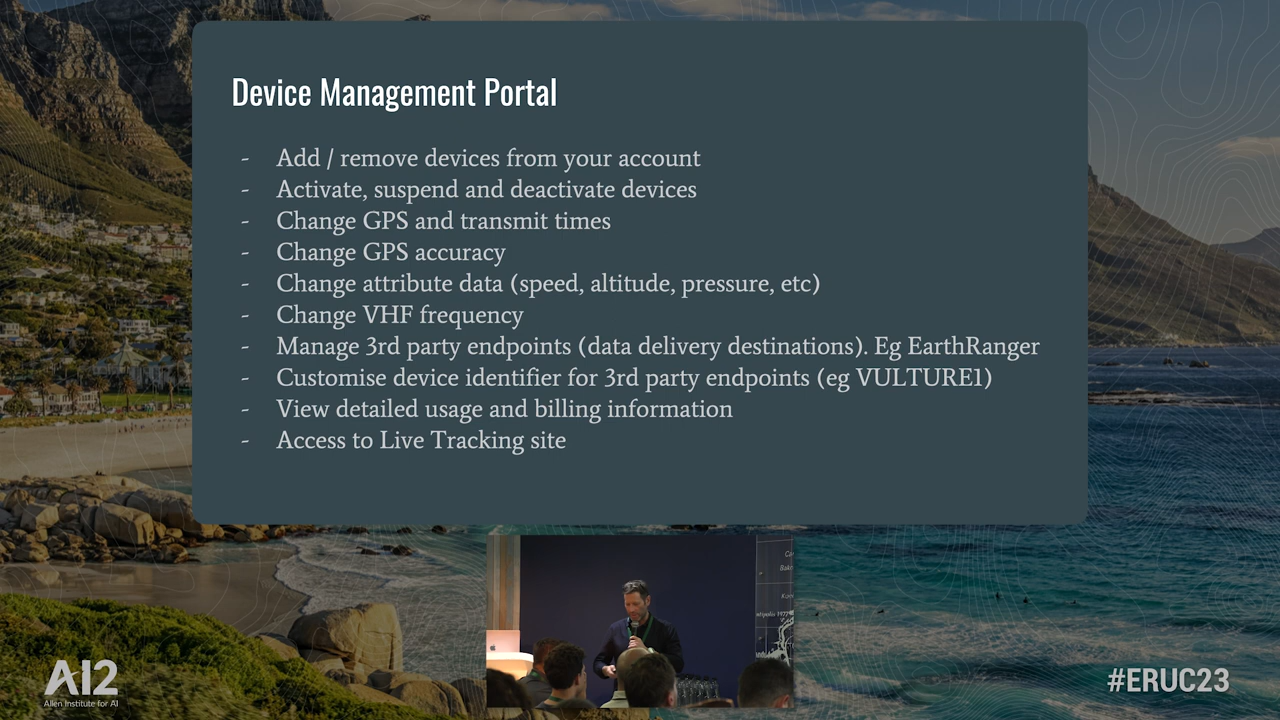 Device Management Portal
- Add / remove devices from your account
- Activate, suspend and deactivate devices
- Change GPS and transmit times
- Change GPS accuracy
- Change attribute data (speed, altitude, pressure, etc)
- Change VHF frequency
- Manage 3rd party endpoints (data delivery destinations). Eg EarthRanger
- Customise device identifier for 3rd party endpoints (eg VULTURE1)
- View detailed usage and billing information
- Access to Live Tracking site
AI2
Allen Institute for AI
#ERUC23